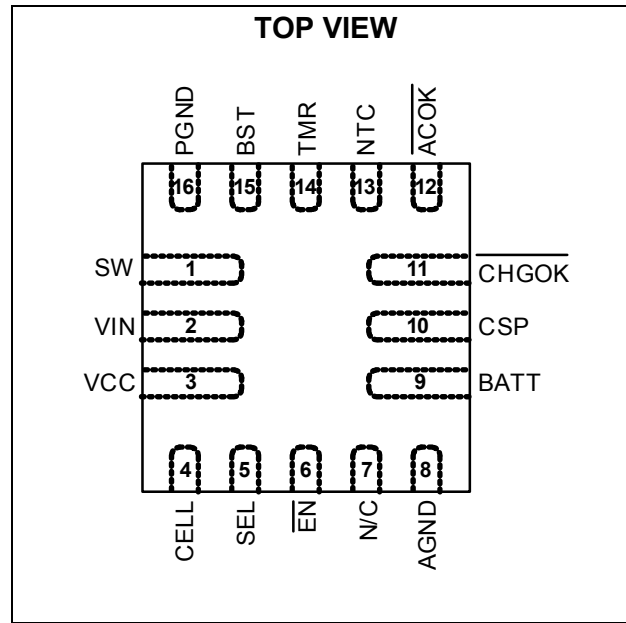 TOP VIEW
PGND
BST
TMR
NTC
ACOK
16
15
14
13
12
SW
1
11
CHGOK
VIN
2
10
CSP
VCC
3
9
BATT
4
5
6
7
8
CELL
SEL
EN
N/C
AGND